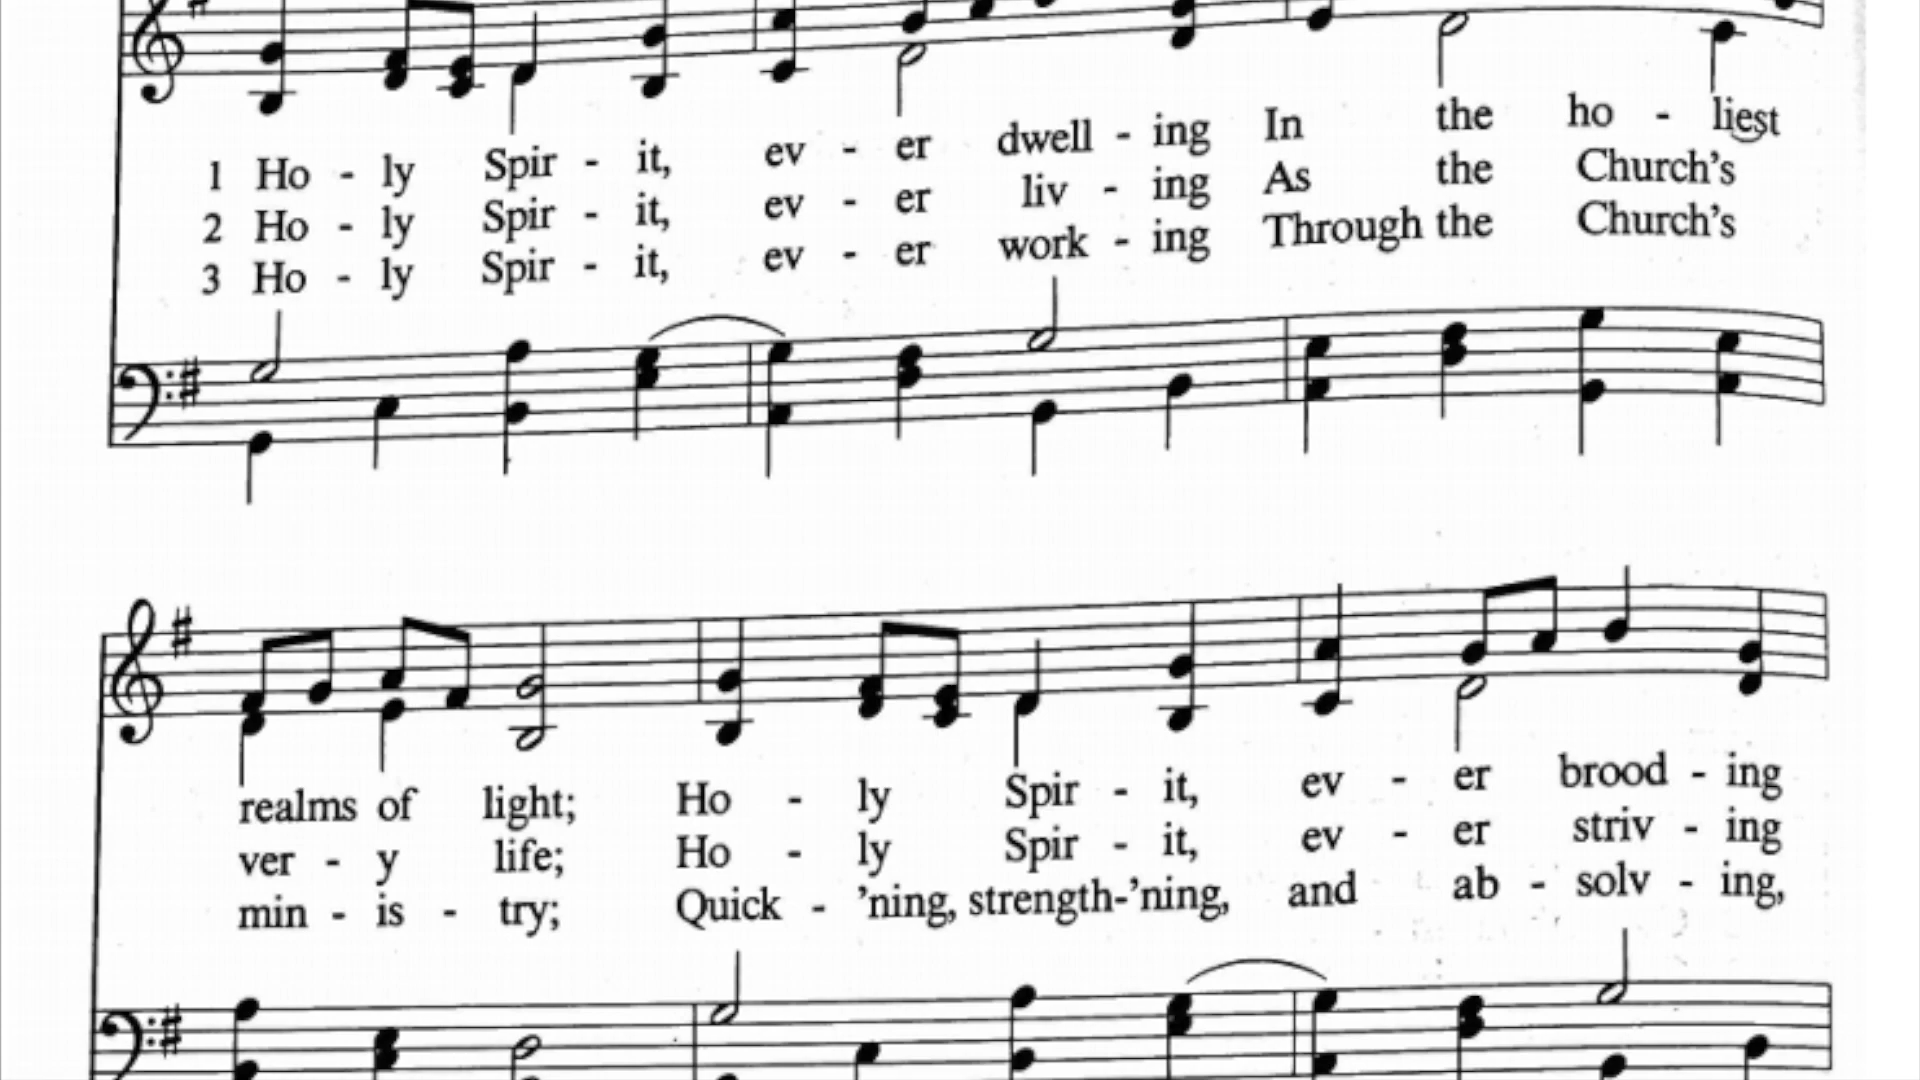 1 Ho - ly Spir - it, ev - er dwell - ing In the ho - liest
2 Ho - ly Spir - it, ev - er liv - ing As the Church's
3 Ho - ly Spir - it, ev - er work - ing Through the Church's
realms of light; Ho - ly Spir - it, ev - er brood - ing
ver - y life; Ho - ly Spir - it, ev - er striv - ing
min - is - try; Quick - 'ning, strength-'ning, and ab - solv - ing,